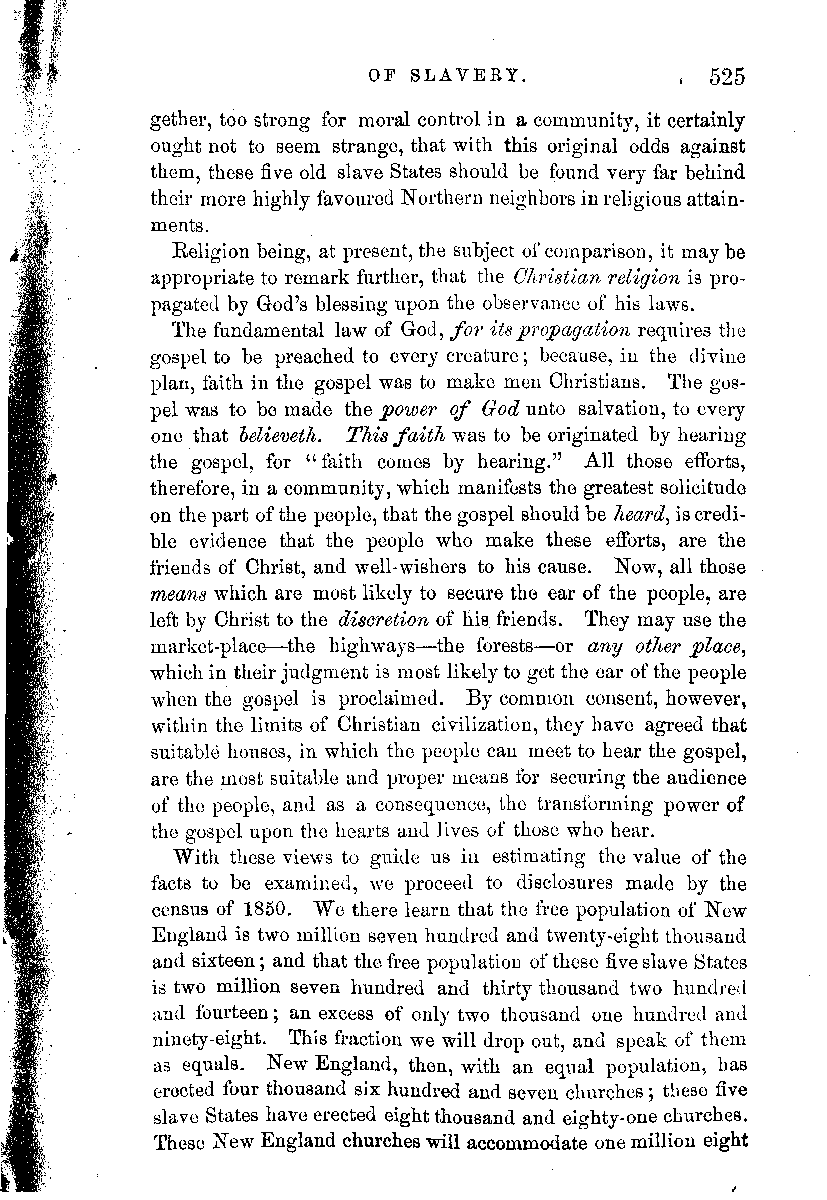 OF SLAVERY. 525
gether, too strong for moral control in a community, it certainly
ought not to seem strange, that with this original odds against
them, these five old slave States should be found very far behind
their more highly favoured Northern neighbors in religious attain-
ments.
Religion being, at present, the subject of comparison, it may be
appropriate to remark further, that the Christian religion is pro-
pagated by God's blessing upon the observance of his laws.
The fundamental law of God, for its propagation requires the
gospel to be preached to every creature; because, in the divine
plan, faith in the gospel was to make men Christians. The gos-
pel was to be made the power of God unto salvation, to every
one that believeth. This faith was to be originated by hearing
the gospel, for “faith comes by hearing.” All those efforts,
therefore, in a community, which manifests the greatest solicitude
on the part of the people, that the gospel should be heard, is credi-
ble evidence that the people who make these efforts, are the
friends of Christ, and well-wishers to his cause. Now, all those
means which are most likely to secure the ear of the people, are
left by Christ to the discretion of his friends. They may use the
market-place—the highways—the forests—or any other place,
which in their judgment is most likely to get the ear of the people
when the gospel is proclaimed. By common consent, however,
within the limits of Christian civilization, they have agreed that
suitable houses, in which the people can meet to hear the gospel,
are the most suitable and proper means for securing the audience
of the people, and as a consequence, the transforming power of
the gospel upon the hearts and lives of those who hear.
With these views to guide us in estimating the value of the
facts to be examined, we proceed to disclosures made by the
census of 1850. We there learn that the free population of New
England is two million seven hundred and twenty-eight thousand
and sixteen; and that the free population of these five slave States
is two million seven hundred and thirty thousand two hundred
and fourteen; an excess of only two thousand one hundred and
ninety-eight. This fraction we will drop out, and speak of them
as equals. New England, then, with an equal population, has
erected four thousand six hundred and seven churches; these five
slave States have erected eight thousand and eighty-one churches.
These New England churches will accommodate one million eight